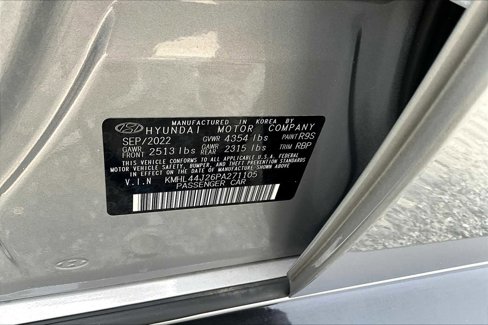 MANUFACTURED IN KOREA BY
HYUNDAI MOTOR COMPANY
SEP/2022 GVWR 4354 lbs PAINT R9S
GAWR FRONT 2513 lbs GAWR REAR 2315 lbs TRIM RBP
THIS VEHICLE CONFORMS TO ALL APPLICABLE U.S.A. FEDERAL
MOTOR VEHICLE SAFETY, BUMPER, AND THEFT PREVENTION STANDARDS
IN EFFECT ON THE DATE OF MANUFACTURE SHOWN ABOVE.
V.I.N KMHL44J26PA271105
PASSENGER CAR